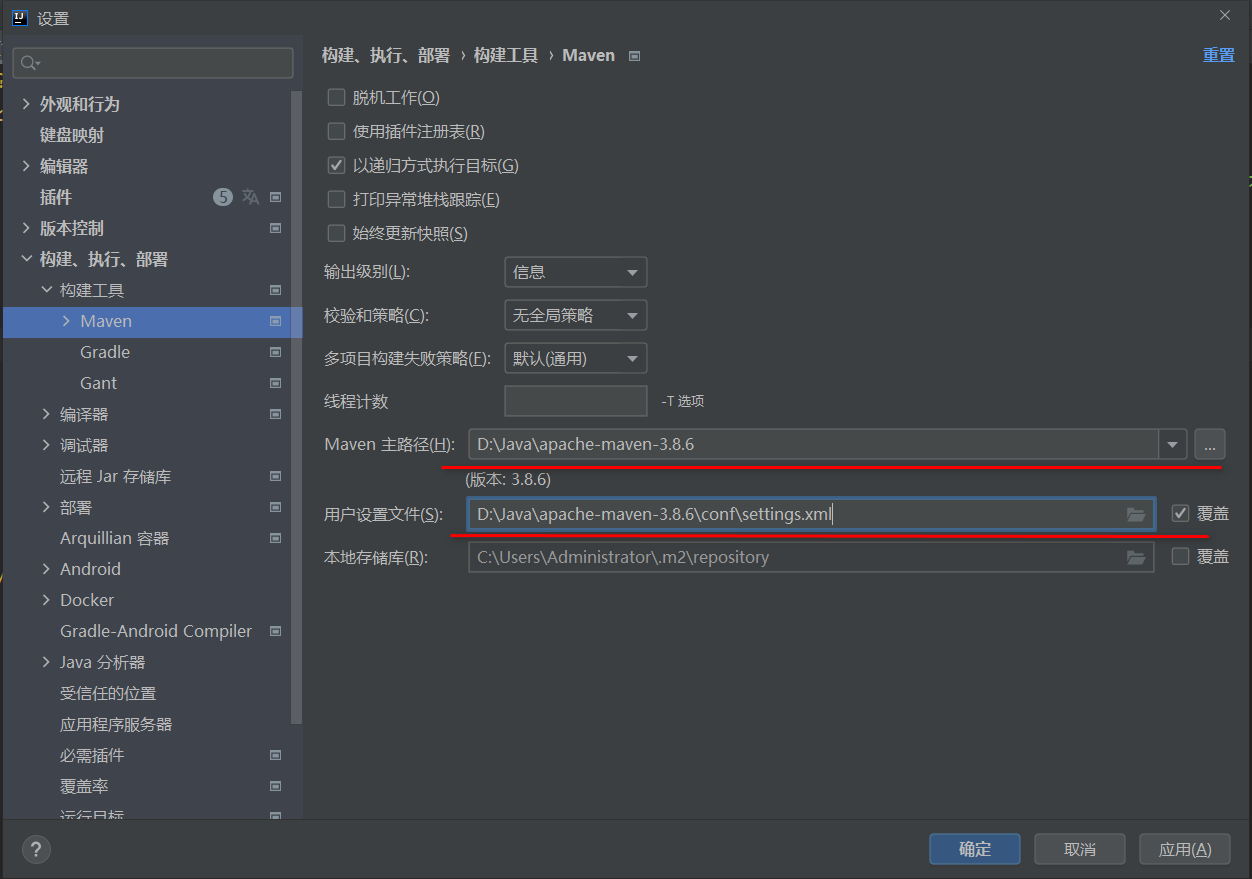 设置
构建、执行、部署 › 构建工具 › Maven
重置
外观和行为
键盘映射
编辑器
插件 5
版本控制
构建、执行、部署
构建工具
Maven
Gradle
Gant
编译器
调试器
远程 Jar 存储库
部署
Arquillian 容器
Android
Docker
Gradle-Android Compiler
Java 分析器
受信任的位置
应用程序服务器
必需插件
覆盖率
运行目标
脱机工作(O)
使用插件注册表(R)
以递归方式执行目标(G)
打印异常堆栈跟踪(E)
始终更新快照(S)
输出级别(L): 信息
校验和策略(C): 无全局策略
多项目构建失败策略(F): 默认(通用)
线程计数 -T 选项
Maven 主路径(H): D:\Java\apache-maven-3.8.6 ...
(版本: 3.8.6)
用户设置文件(S): D:\Java\apache-maven-3.8.6\conf\settings.xml 覆盖
本地存储库(R): C:\Users\Administrator\.m2\repository 覆盖
?
确定 取消 应用(A)